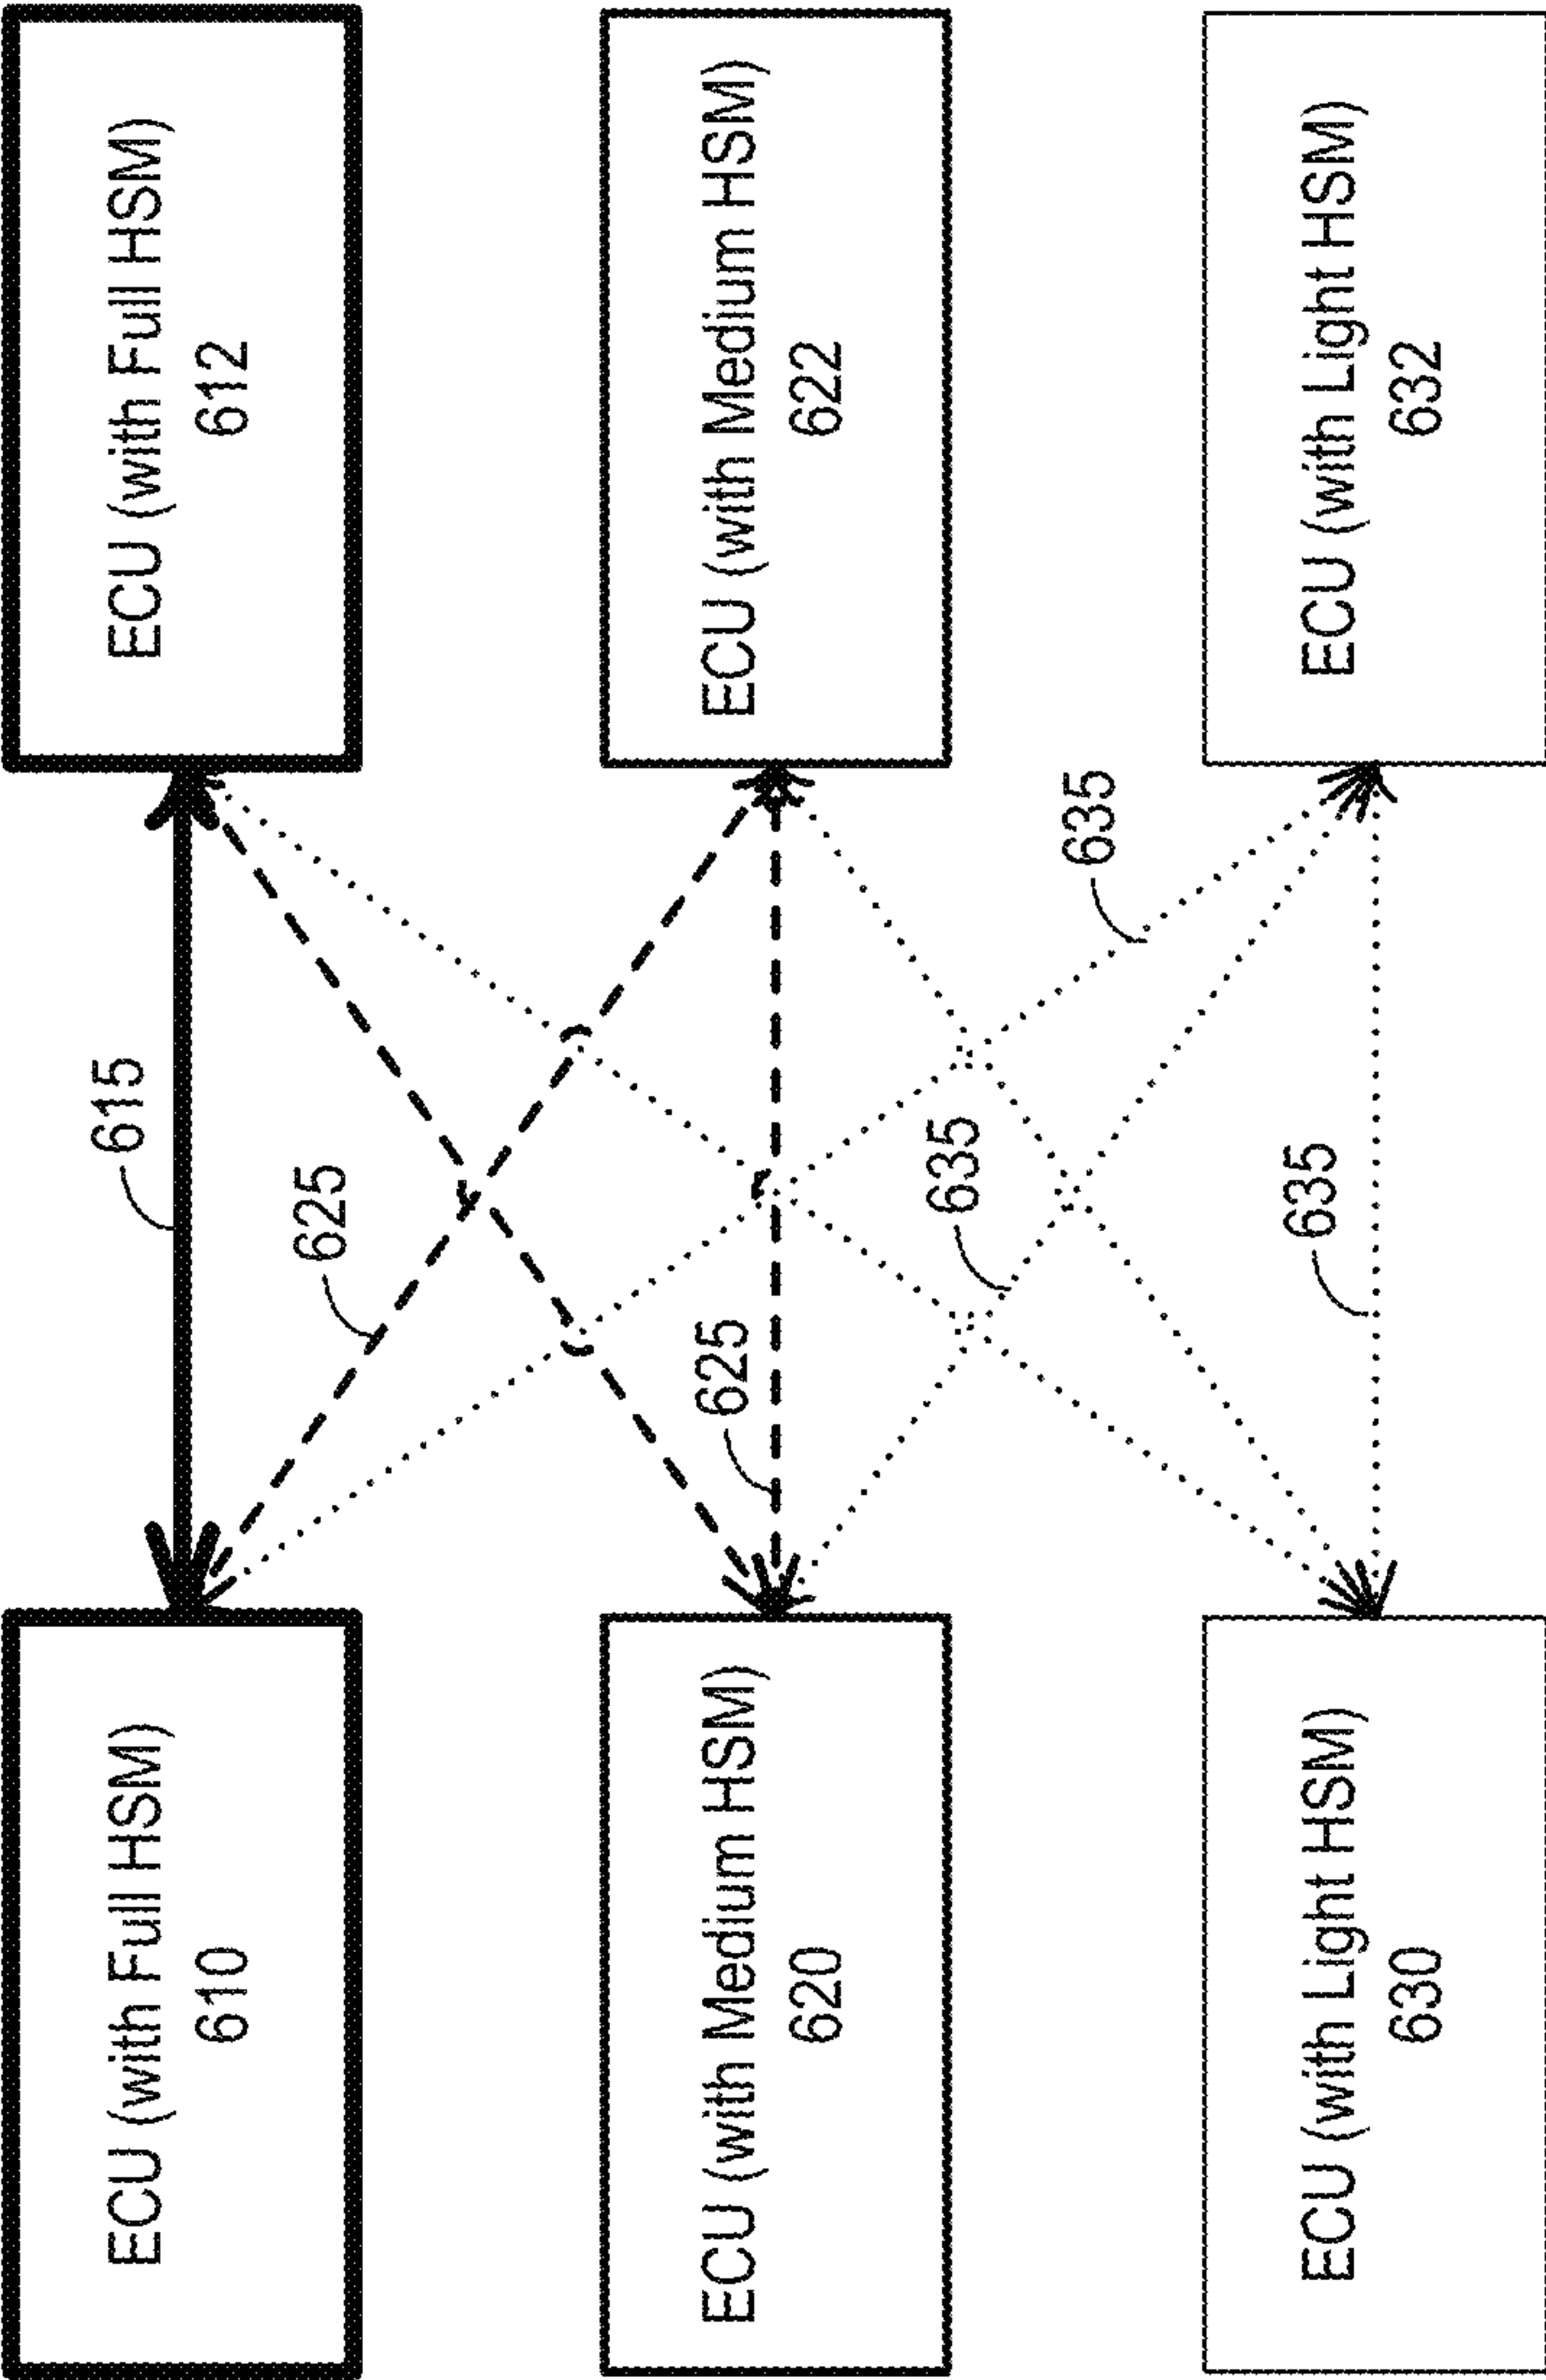 ECU (with Full HSM)
610
615
ECU (with Full HSM)
612
625
ECU (with Medium HSM)
620
625
ECU (with Medium HSM)
622
635
635
ECU (with Light HSM)
630
635
ECU (with Light HSM)
632